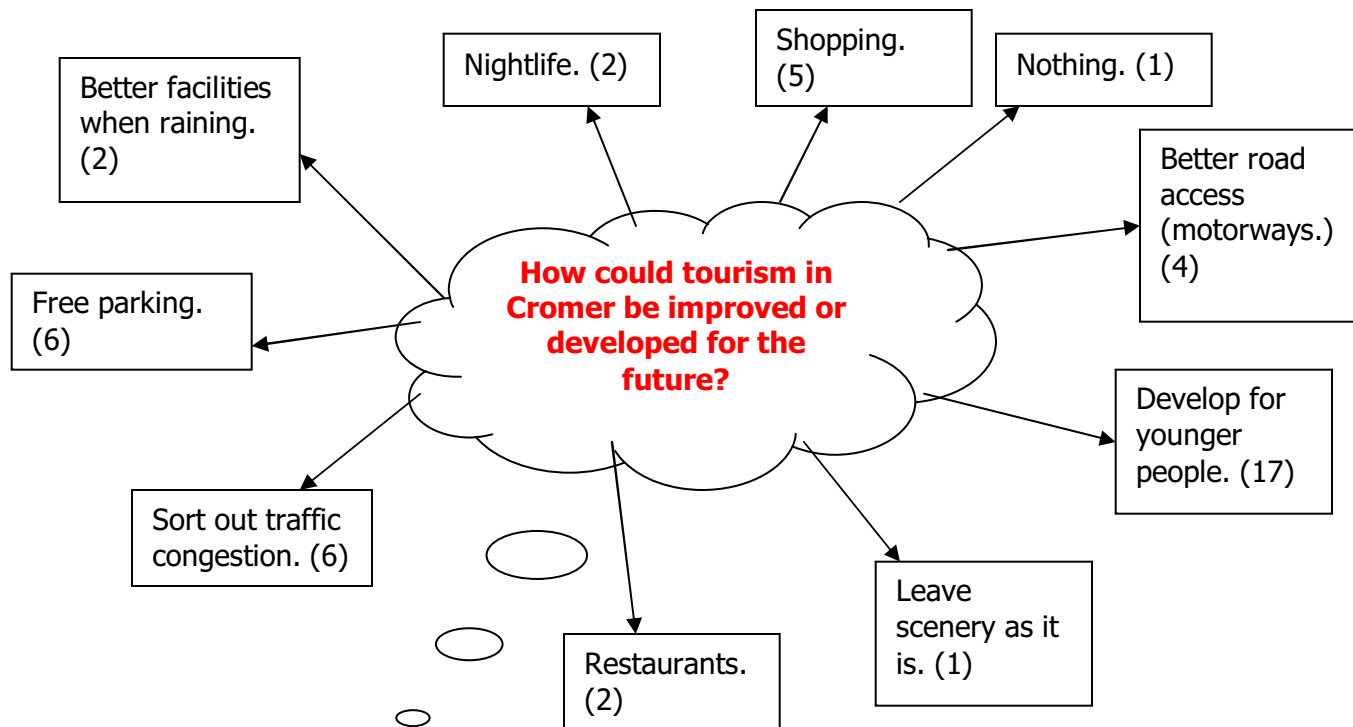 Shopping.
(5)
Nightlife. (2)
Nothing. (1)
Better facilities
when raining.
(2)
Better road
access
(motorways.)
(4)
How could tourism in
Cromer be improved or
developed for the
future?
Free parking.
(6)
Develop for
younger
people. (17)
Sort out traffic
congestion. (6)
Leave
scenery as it
is. (1)
Restaurants.
(2)